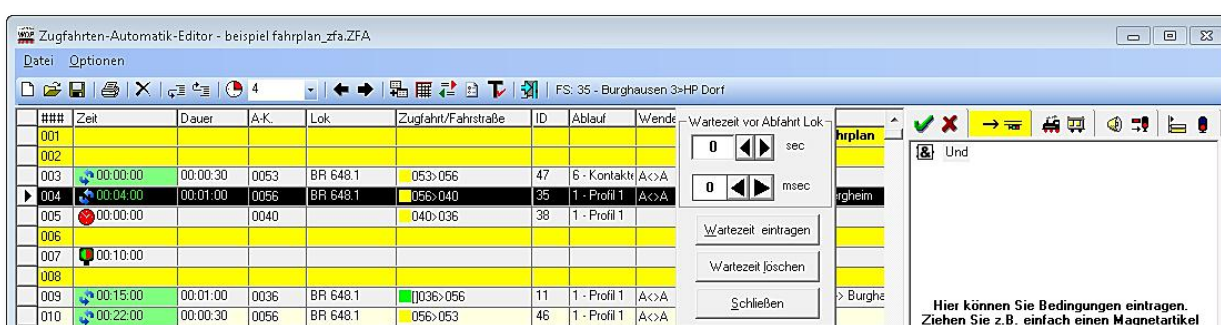 Zugfahrten-Automatik-Editor - beispiel fahrplan_zfa.ZFA
Datei Optionen
4 FS: 35 - Burghausen 3>HP Dorf
### Zeit Dauer A-K. Lok Zugfahrt/Fahrstraße ID Ablauf Wende
001 hrplan
002
003 00:00:00 00:00:30 0053 BR 648.1 053>056 47 6 - Kontakte A<>A
004 00:04:00 00:01:00 0056 BR 648.1 056>040 35 1 - Profil 1 A<>A rgheim
005 00:00:00 0040 040>036 38 1 - Profil 1
006
007 00:10:00
008
009 00:15:00 00:01:00 0036 BR 648.1 []036>056 11 1 - Profil 1 A<>A > Burgha
010 00:22:00 00:00:30 0056 BR 648.1 056>053 46 1 - Profil 1 A<>A
Wartezeit vor Abfahrt Lok
0 sec
0 msec
Wartezeit eintragen
Wartezeit löschen
Schließen
{&} Und
Hier können Sie Bedingungen eintragen.
Ziehen Sie z.B. einfach einen Magnetartikel